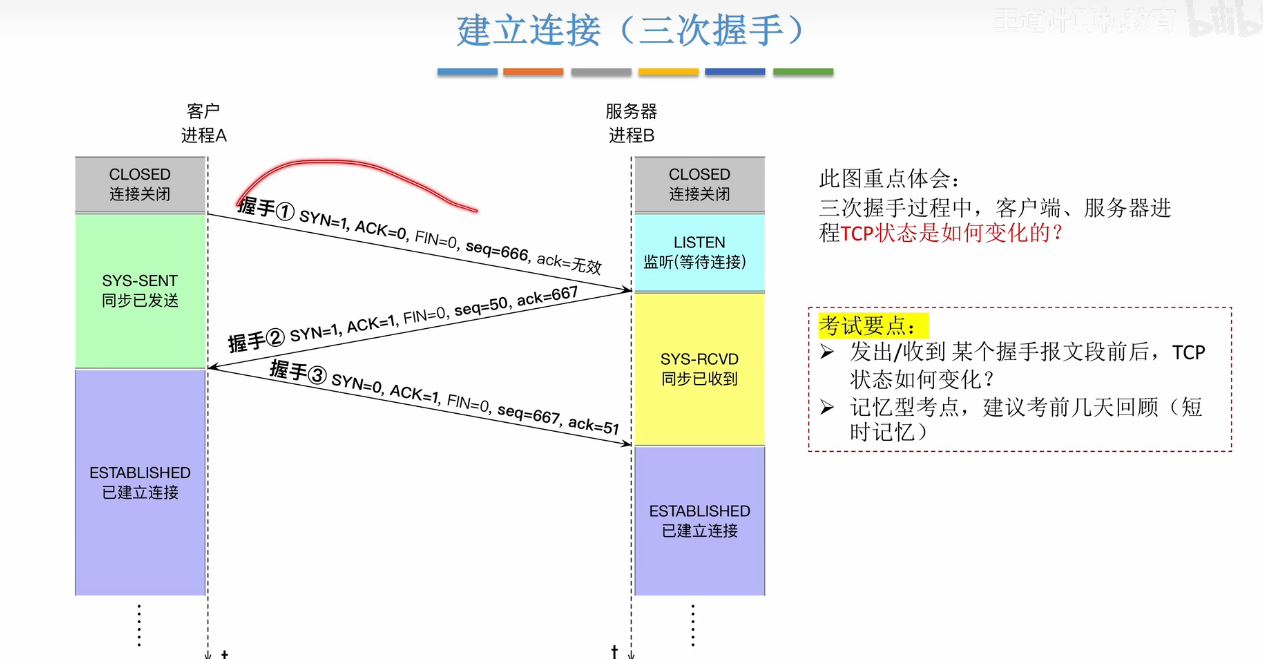 王道计算机教育 bilibili
建立连接（三次握手）
客户
进程A
服务器
进程B
CLOSED
连接关闭
CLOSED
连接关闭
握手① SYN=1, ACK=0, FIN=0, seq=666, ack=无效
SYS-SENT
同步已发送
LISTEN
监听(等待连接)
握手② SYN=1, ACK=1, FIN=0, seq=50, ack=667
SYS-RCVD
同步已收到
握手③ SYN=0, ACK=1, FIN=0, seq=667, ack=51
ESTABLISHED
已建立连接
ESTABLISHED
已建立连接
t
t
此图重点体会：
三次握手过程中，客户端、服务器进
程TCP状态是如何变化的？
考试要点：
➢ 发出/收到 某个握手报文段前后，TCP
状态如何变化？
➢ 记忆型考点，建议考前几天回顾（短
时记忆）